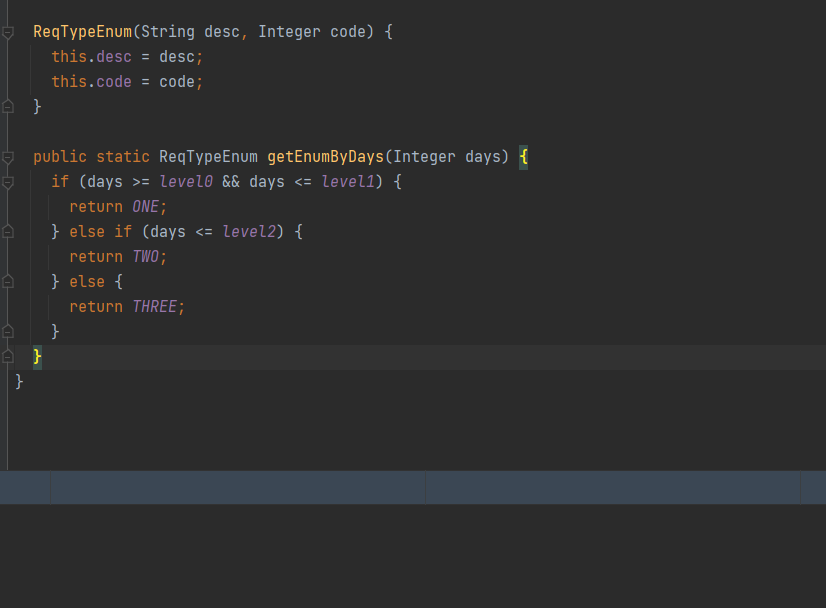 ReqTypeEnum(String desc, Integer code) {
this.desc = desc;
this.code = code;
}
public static ReqTypeEnum getEnumByDays(Integer days) {
if (days >= level0 && days <= level1) {
return ONE;
} else if (days <= level2) {
return TWO;
} else {
return THREE;
}
}
}